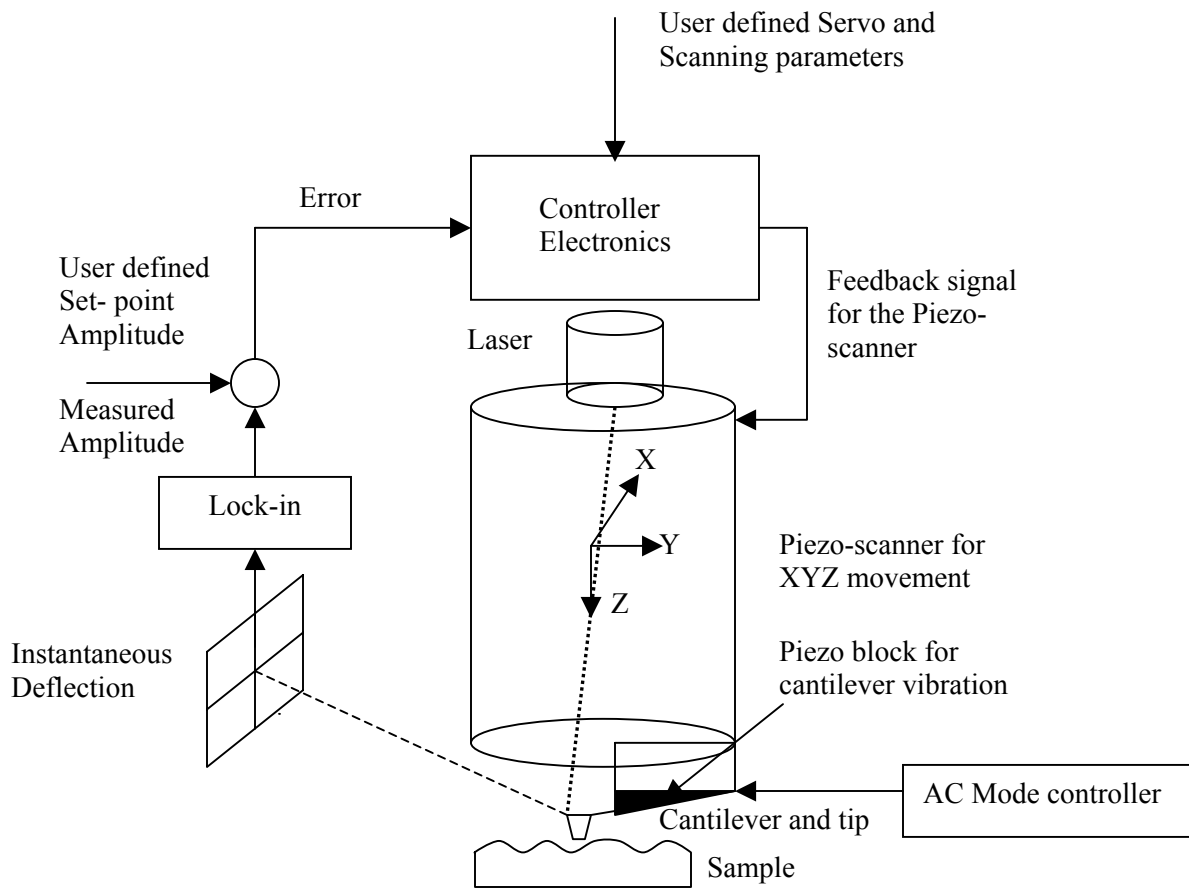 User defined Servo and
Scanning parameters
Error
Controller
Electronics
User defined
Set- point
Amplitude
Feedback signal
for the Piezo-
scanner
Laser
Measured
Amplitude
X
Lock-in
Y
Piezo-scanner for
XYZ movement
Z
Instantaneous
Deflection
Piezo block for
cantilever vibration
AC Mode controller
Cantilever and tip
Sample